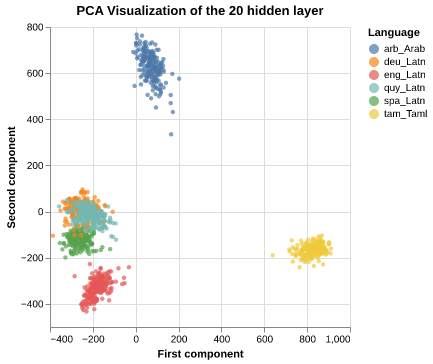 PCA Visualization of the 20 hidden layer
Language
arb_Arab
deu_Latn
eng_Latn
quy_Latn
spa_Latn
tam_Taml
Second component
800
600
400
200
0
−200
−400
−400 −200 0 200 400 600 800 1,000
First component